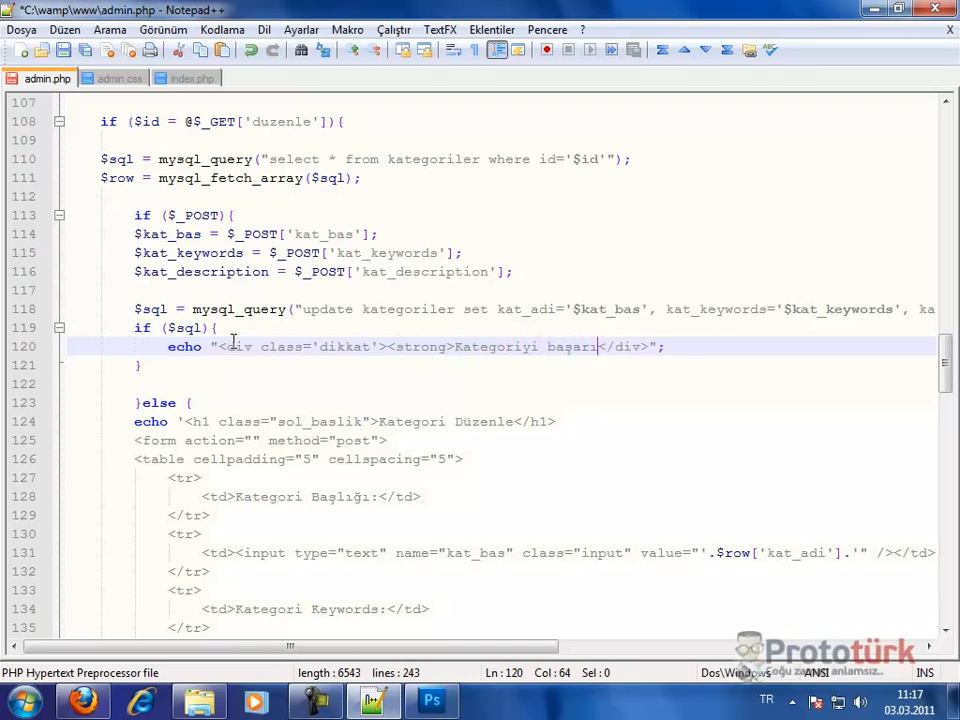 *C:\wamp\www\admin.php - Notepad++
Dosya Düzen Arama Görünüm Kodlama Dil Ayarlar Makro Çalıştır TextFX Eklentiler Pencere ? X
admin.php admin.css index.php
107
108 if ($id = @$_GET['duzenle']){
109
110 $sql = mysql_query("select * from kategoriler where id='$id'");
111 $row = mysql_fetch_array($sql);
112
113 if ($_POST){
114 $kat_bas = $_POST['kat_bas'];
115 $kat_keywords = $_POST['kat_keywords'];
116 $kat_description = $_POST['kat_description'];
117
118 $sql = mysql_query("update kategoriler set kat_adi='$kat_bas', kat_keywords='$kat_keywords', ka
119 if ($sql){
120 echo "<div class='dikkat'><strong>Kategoriyi başarı</div>";
121 }
122
123 }else {
124 echo '<h1 class="sol_baslik">Kategori Düzenle</h1>
125 <form action="" method="post">
126 <table cellpadding="5" cellspacing="5">
127 <tr>
128 <td>Kategori Başlığı:</td>
129 </tr>
130 <tr>
131 <td><input type="text" name="kat_bas" class="input" value="'.$row['kat_adi'].'" /></td>
132 </tr>
133 <tr>
134 <td>Kategori Keywords:</td>
135 </tr>
Prototürk
Çoğu zaman adamsız..
PHP Hypertext Preprocessor file length : 6543 lines : 243 Ln : 120 Col : 64 Sel : 0 Dos\Windows ANSI INS
Ps TR 11:17
03.03.2011